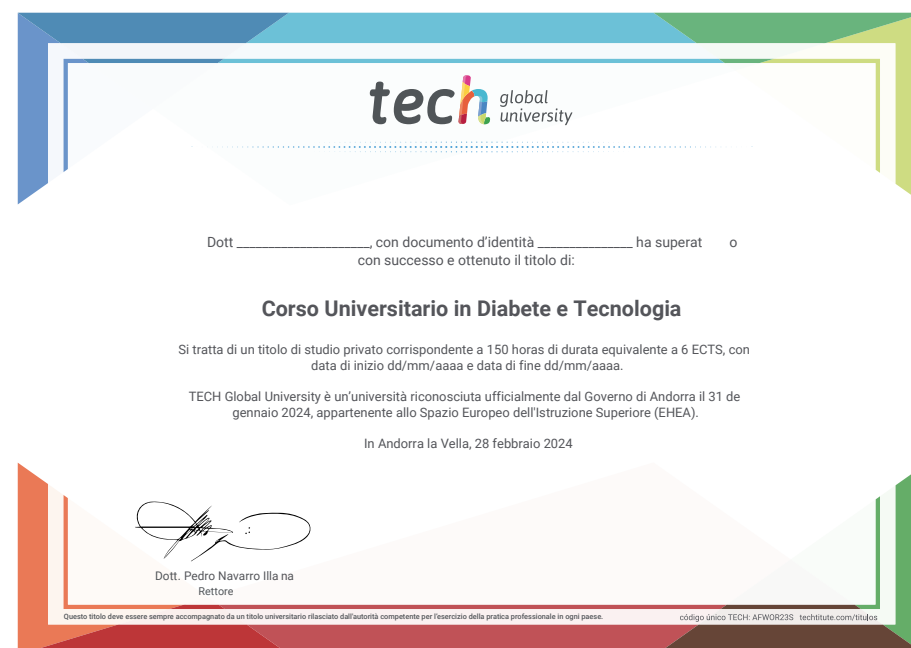 tech global
university
Dott ____________________, con documento d'identità ______________ ha superat o
con successo e ottenuto il titolo di:
Corso Universitario in Diabete e Tecnologia
Si tratta di un titolo di studio privato corrispondente a 150 horas di durata equivalente a 6 ECTS, con
data di inizio dd/mm/aaaa e data di fine dd/mm/aaaa.
TECH Global University è un'università riconosciuta ufficialmente dal Governo di Andorra il 31 de
gennaio 2024, appartenente allo Spazio Europeo dell'Istruzione Superiore (EHEA).
In Andorra la Vella, 28 febbraio 2024
Dott. Pedro Navarro Illa na
Rettore
Questo titolo deve essere sempre accompagnato da un titolo universitario rilasciato dall'autorità competente per l'esercizio della pratica professionale in ogni paese.
código único TECH: AFWOR23S techtitute.com/titulos